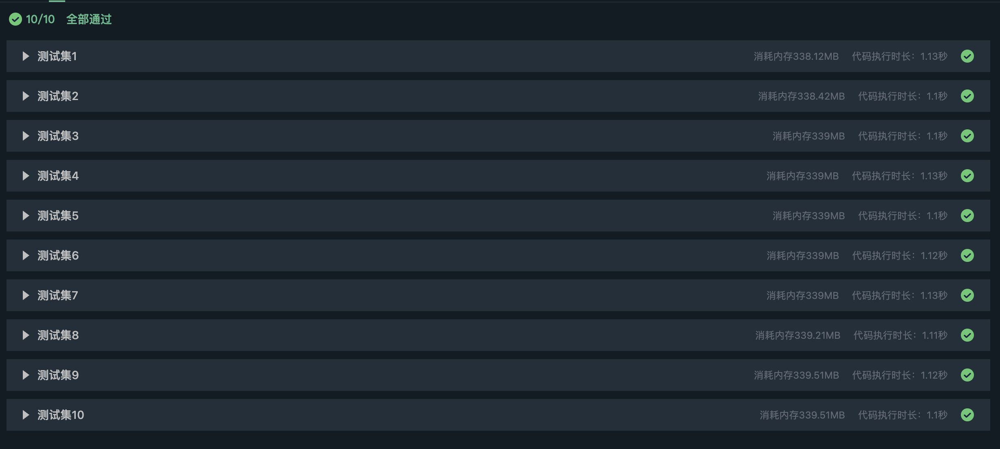 10/10 全部通过
测试集1 消耗内存338.12MB 代码执行时长：1.13秒
测试集2 消耗内存338.42MB 代码执行时长：1.1秒
测试集3 消耗内存339MB 代码执行时长：1.1秒
测试集4 消耗内存339MB 代码执行时长：1.13秒
测试集5 消耗内存339MB 代码执行时长：1.1秒
测试集6 消耗内存339MB 代码执行时长：1.12秒
测试集7 消耗内存339MB 代码执行时长：1.13秒
测试集8 消耗内存339.21MB 代码执行时长：1.11秒
测试集9 消耗内存339.51MB 代码执行时长：1.12秒
测试集10 消耗内存339.51MB 代码执行时长：1.1秒